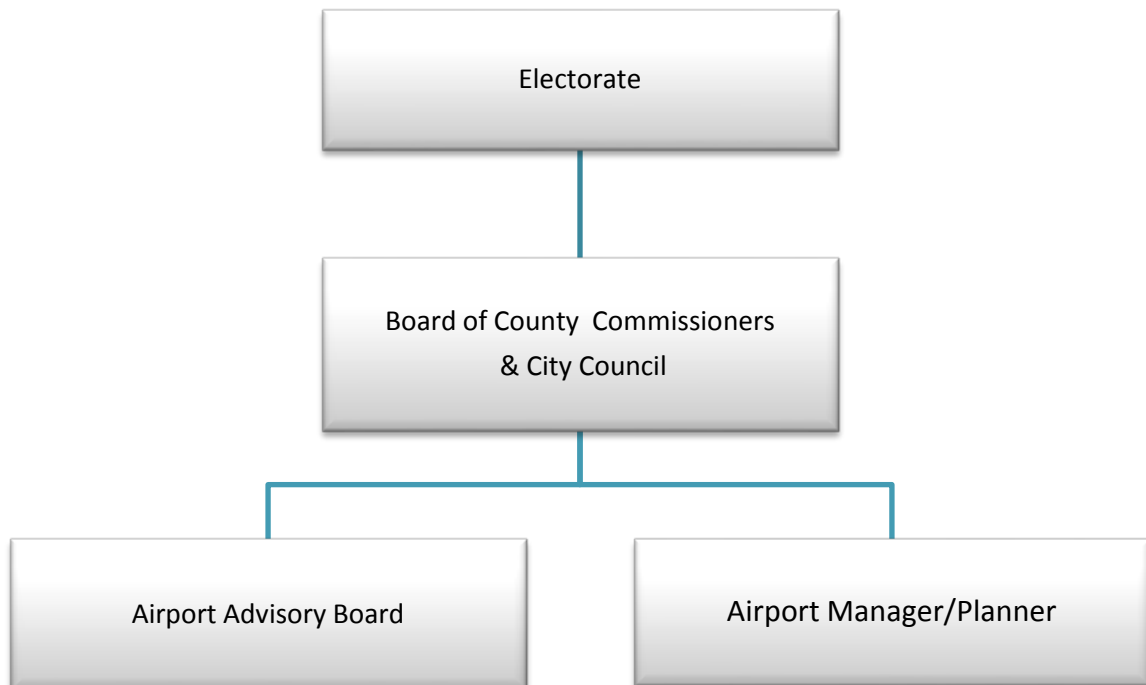 Electorate
Board of County Commissioners
& City Council
Airport Advisory Board
Airport Manager/Planner